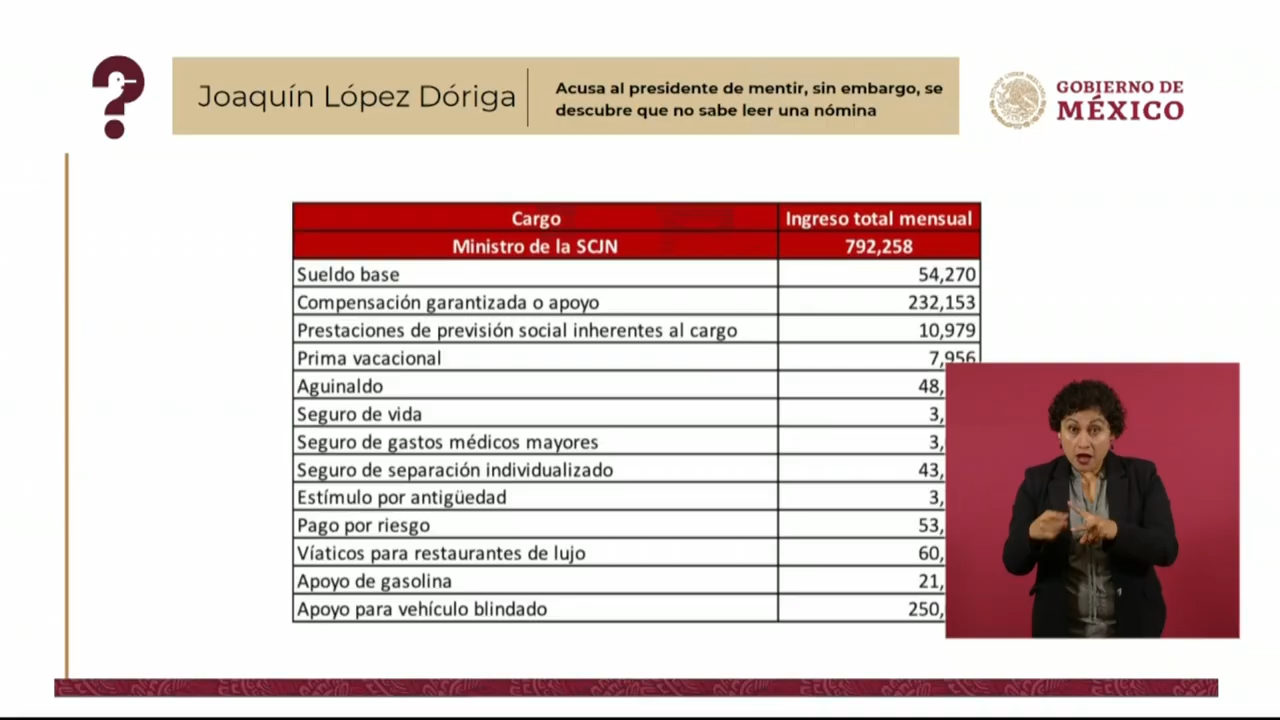 Joaquín López Dóriga
Acusa al presidente de mentir, sin embargo, se
descubre que no sabe leer una nómina
GOBIERNO DE
MÉXICO
Cargo Ingreso total mensual
Ministro de la SCJN 792,258
Sueldo base 54,270
Compensación garantizada o apoyo 232,153
Prestaciones de previsión social inherentes al cargo 10,979
Prima vacacional 7,956
Aguinaldo 48,
Seguro de vida 3,
Seguro de gastos médicos mayores 3,
Seguro de separación individualizado 43,
Estímulo por antigüedad 3,
Pago por riesgo 53,
Víaticos para restaurantes de lujo 60,
Apoyo de gasolina 21,
Apoyo para vehículo blindado 250,